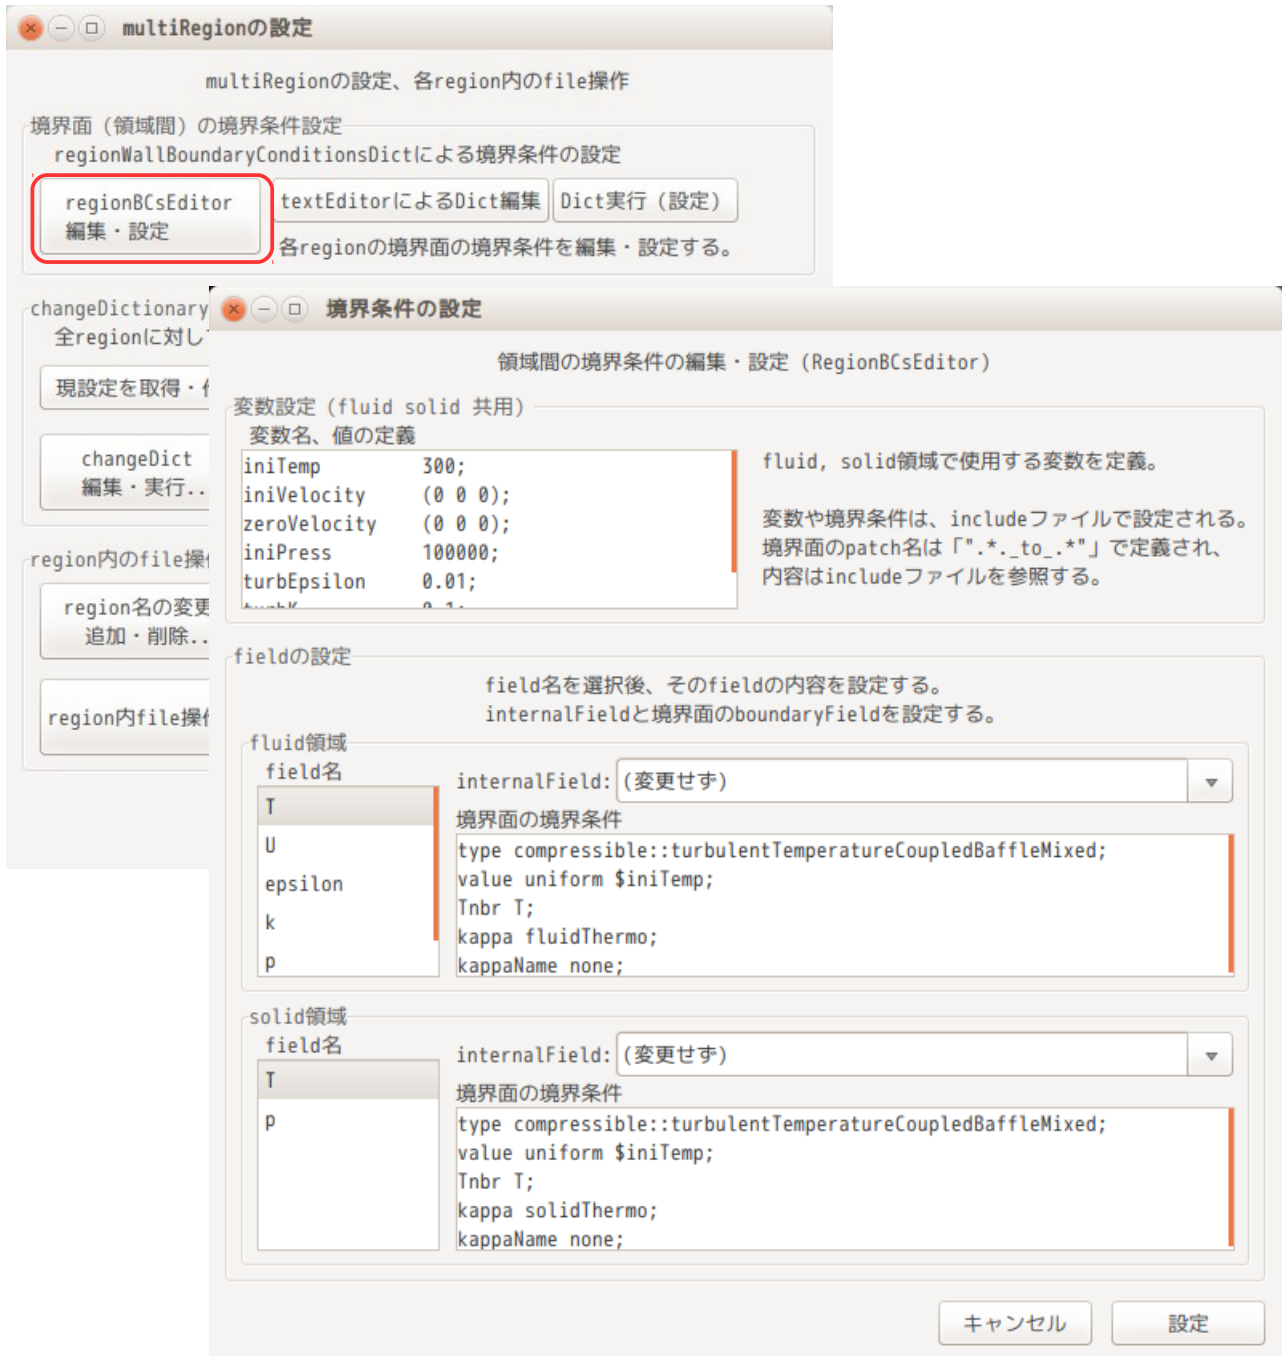 multiRegionの設定
multiRegionの設定、各region内のfile操作
境界面（領域間）の境界条件設定
regionWallBoundaryConditionsDictによる境界条件の設定
regionBCsEditor
編集・設定
textEditorによるDict編集
Dict実行（設定）
各regionの境界面の境界条件を編集・設定する。
changeDictionary
全regionに対し
現設定を取得・
changeDict
編集・実行..
region内のfile操
region名の変更
追加・削除..
region内file操
境界条件の設定
領域間の境界条件の編集・設定（RegionBCsEditor）
変数設定（fluid solid 共用）
変数名、値の定義
iniTemp 300;
iniVelocity (0 0 0);
zeroVelocity (0 0 0);
iniPress 100000;
turbEpsilon 0.01;
turbK 0.1;
fluid, solid領域で使用する変数を定義。
変数や境界条件は、includeファイルで設定される。
境界面のpatch名は「".*._to_.*"」で定義され、
内容はincludeファイルを参照する。
fieldの設定
field名を選択後、そのfieldの内容を設定する。
internalFieldと境界面のboundaryFieldを設定する。
fluid領域
field名
T
U
epsilon
k
p
internalField: (変更せず)
境界面の境界条件
type compressible::turbulentTemperatureCoupledBaffleMixed;
value uniform $iniTemp;
Tnbr T;
kappa fluidThermo;
kappaName none;
solid領域
field名
T
p
internalField: (変更せず)
境界面の境界条件
type compressible::turbulentTemperatureCoupledBaffleMixed;
value uniform $iniTemp;
Tnbr T;
kappa solidThermo;
kappaName none;
キャンセル
設定